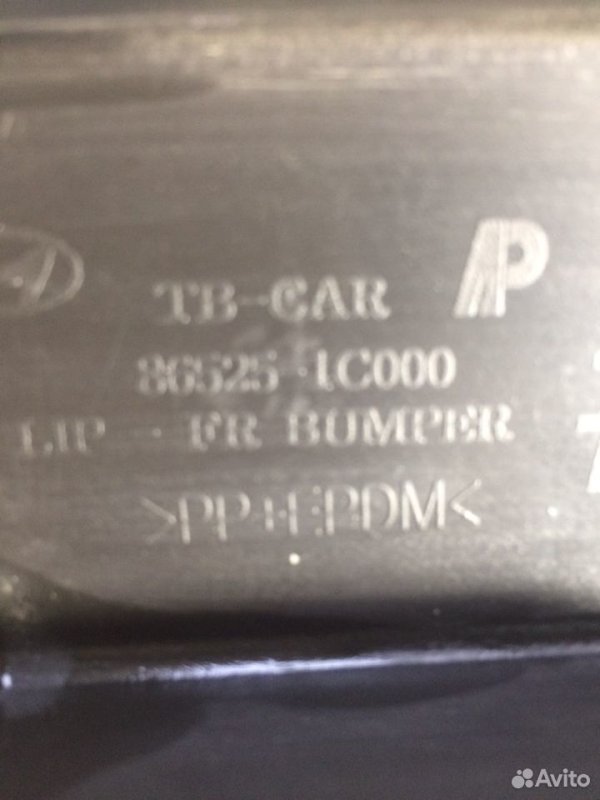 TB-CAR
P
86525-1C000
LIP - FR BUMPER
>PP+EPDM<
Avito